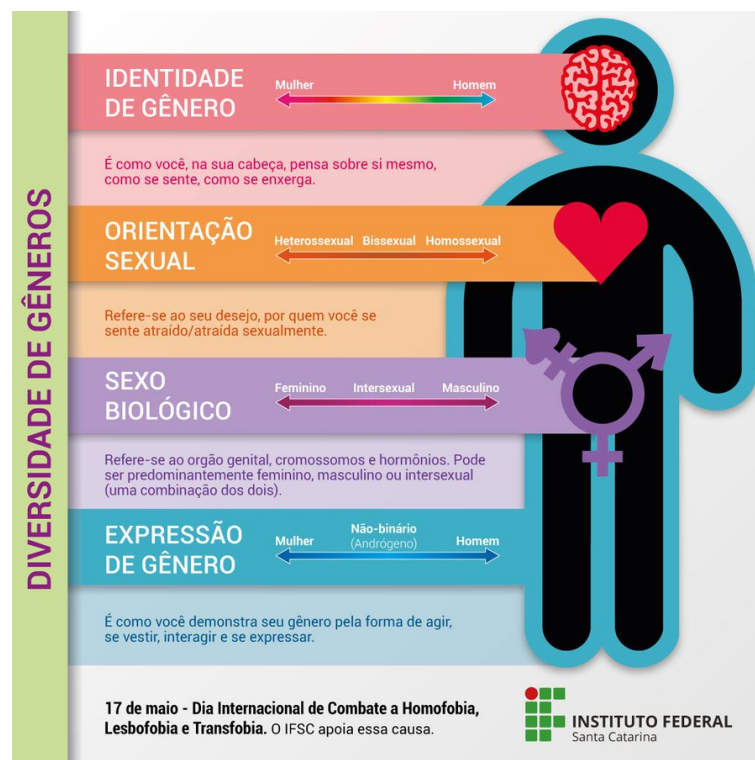 DIVERSIDADE DE GÊNEROS
IDENTIDADE
DE GÊNERO
Mulher Homem
É como você, na sua cabeça, pensa sobre si mesmo,
como se sente, como se enxerga.
ORIENTAÇÃO
SEXUAL
Heterossexual Bissexual Homossexual
Refere-se ao seu desejo, por quem você se
sente atraído/atraída sexualmente.
SEXO
BIOLÓGICO
Feminino Intersexual Masculino
Refere-se ao orgão genital, cromossomos e hormônios. Pode
ser predominantemente feminino, masculino ou intersexual
(uma combinação dos dois).
EXPRESSÃO
DE GÊNERO
Mulher Não-binário Homem
(Andrógeno)
É como você demonstra seu gênero pela forma de agir,
se vestir, interagir e se expressar.
17 de maio - Dia Internacional de Combate a Homofobia,
Lesbofobia e Transfobia. O IFSC apoia essa causa.
INSTITUTO FEDERAL
Santa Catarina